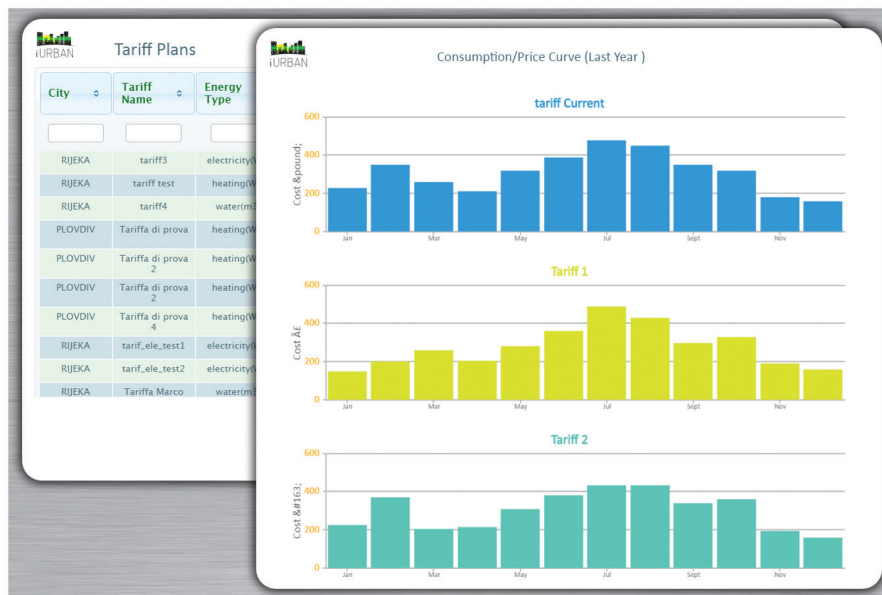 iURBAN
Tariff Plans
City
Tariff
Name
Energy
Type
RIJEKA tariff3 electricity(W
RIJEKA tariff test heating(W
RIJEKA tariff4 water(m3
PLOVDIV Tariffa di prova heating(W
PLOVDIV Tariffa di prova
2 heating(W
PLOVDIV Tariffa di prova
2 heating(W
PLOVDIV Tariffa di prova
4 heating(W
RIJEKA tarif_ele_test1 electricity(W
RIJEKA tarif_ele_test2 electricity(W
RIJEKA Tariffa Marco water(m3
iURBAN
Consumption/Price Curve (Last Year )
tariff Current
Cost &pound;
600
400
200
0
Jan Mar May Jul Sept Nov
Tariff 1
Cost Â£
600
400
200
0
Jan Mar May Jul Sept Nov
Tariff 2
Cost &#163;
600
400
200
0
Jan Mar May Jul Sept Nov